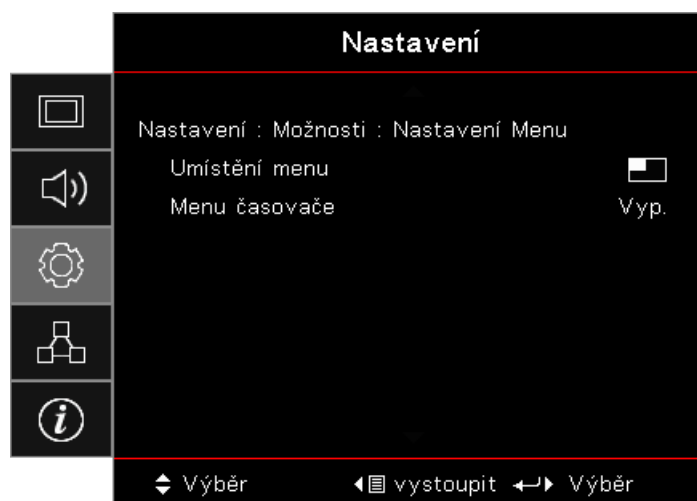 Nastavení
Nastavení : Možnosti : Nastavení Menu
Umístění menu
Menu časovače Vyp.
Výběr vystoupit Výběr